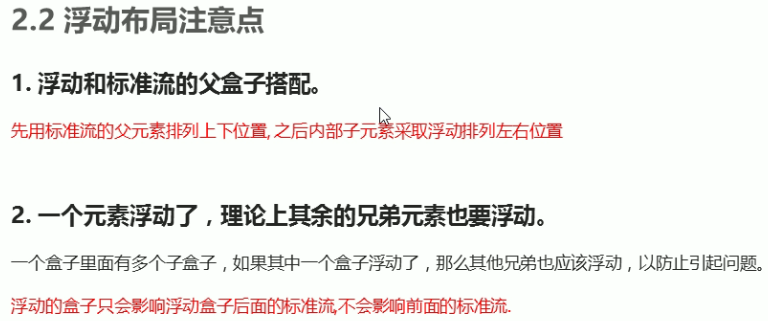 2.2 浮动布局注意点
1. 浮动和标准流的父盒子搭配。
先用标准流的父元素排列上下位置, 之后内部子元素采取浮动排列左右位置
2. 一个元素浮动了，理论上其余的兄弟元素也要浮动。
一个盒子里面有多个子盒子，如果其中一个盒子浮动了，那么其他兄弟也应该浮动，以防止引起问题。
浮动的盒子只会影响浮动盒子后面的标准流,不会影响前面的标准流.